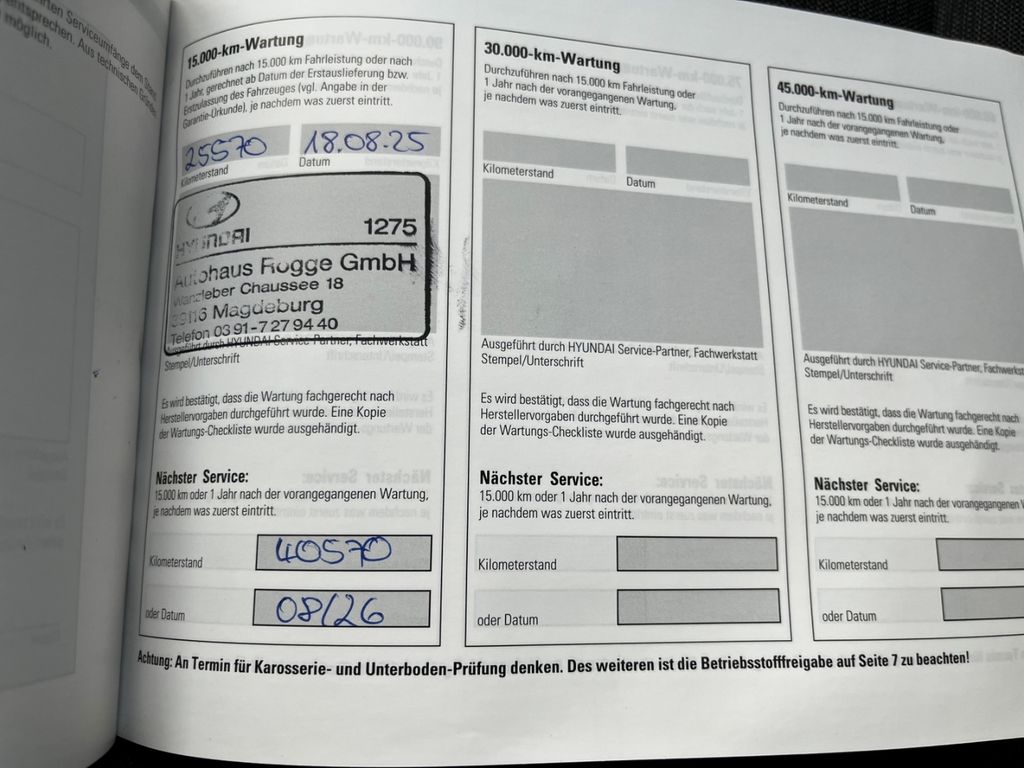 möglich.
15.000-km-Wartung
Durchzuführen nach 15.000 km Fahrleistung oder nach
1 Jahr, gerechnet ab Datum der Erstauslieferung bzw.
Erstzulassung des Fahrzeuges (vgl. Angabe in der
Garantie-Urkunde), je nachdem was zuerst eintritt.
25570 18.08.25
Kilometerstand Datum
HYUNDAI 1275
Autohaus Rogge GmbH
Wanzleber Chaussee 18
Magdeburg
Telefon 03 91-7 27 94 40
Ausgeführt durch HYUNDAI Service-Partner, Fachwerkstatt
Stempel/Unterschrift
Es wird bestätigt, dass die Wartung fachgerecht nach
Herstellervorgaben durchgeführt wurde. Eine Kopie
der Wartungs-Checkliste wurde ausgehändigt.
Nächster Service:
15.000 km oder 1 Jahr nach der vorangegangenen Wartung,
je nachdem was zuerst eintritt.
Kilometerstand 40570
oder Datum 08/26
30.000-km-Wartung
Durchzuführen nach 15.000 km Fahrleistung oder
1 Jahr nach der vorangegangenen Wartung,
je nachdem was zuerst eintritt.
Kilometerstand Datum
Ausgeführt durch HYUNDAI Service-Partner, Fachwerkstatt
Stempel/Unterschrift
Es wird bestätigt, dass die Wartung fachgerecht nach
Herstellervorgaben durchgeführt wurde. Eine Kopie
der Wartungs-Checkliste wurde ausgehändigt.
Nächster Service:
15.000 km oder 1 Jahr nach der vorangegangenen Wartung,
je nachdem was zuerst eintritt.
Kilometerstand
oder Datum
45.000-km-Wartung
Durchzuführen nach 15.000 km Fahrleistung oder
1 Jahr nach der vorangegangenen Wartung,
je nachdem was zuerst eintritt.
Kilometerstand Datum
Ausgeführt durch HYUNDAI Service-Partner, Fachwerkst
Stempel/Unterschrift
Es wird bestätigt, dass die Wartung fachgerecht nach
Herstellervorgaben durchgeführt wurde. Eine Kopie
der Wartungs-Checkliste wurde ausgehändigt.
Nächster Service:
15.000 km oder 1 Jahr nach der vorangegangenen
je nachdem was zuerst eintritt.
Kilometerstand
oder Datum
Achtung: An Termin für Karosserie- und Unterboden-Prüfung denken. Des weiteren ist die Betriebsstofffreigabe auf Seite 7 zu beachten!